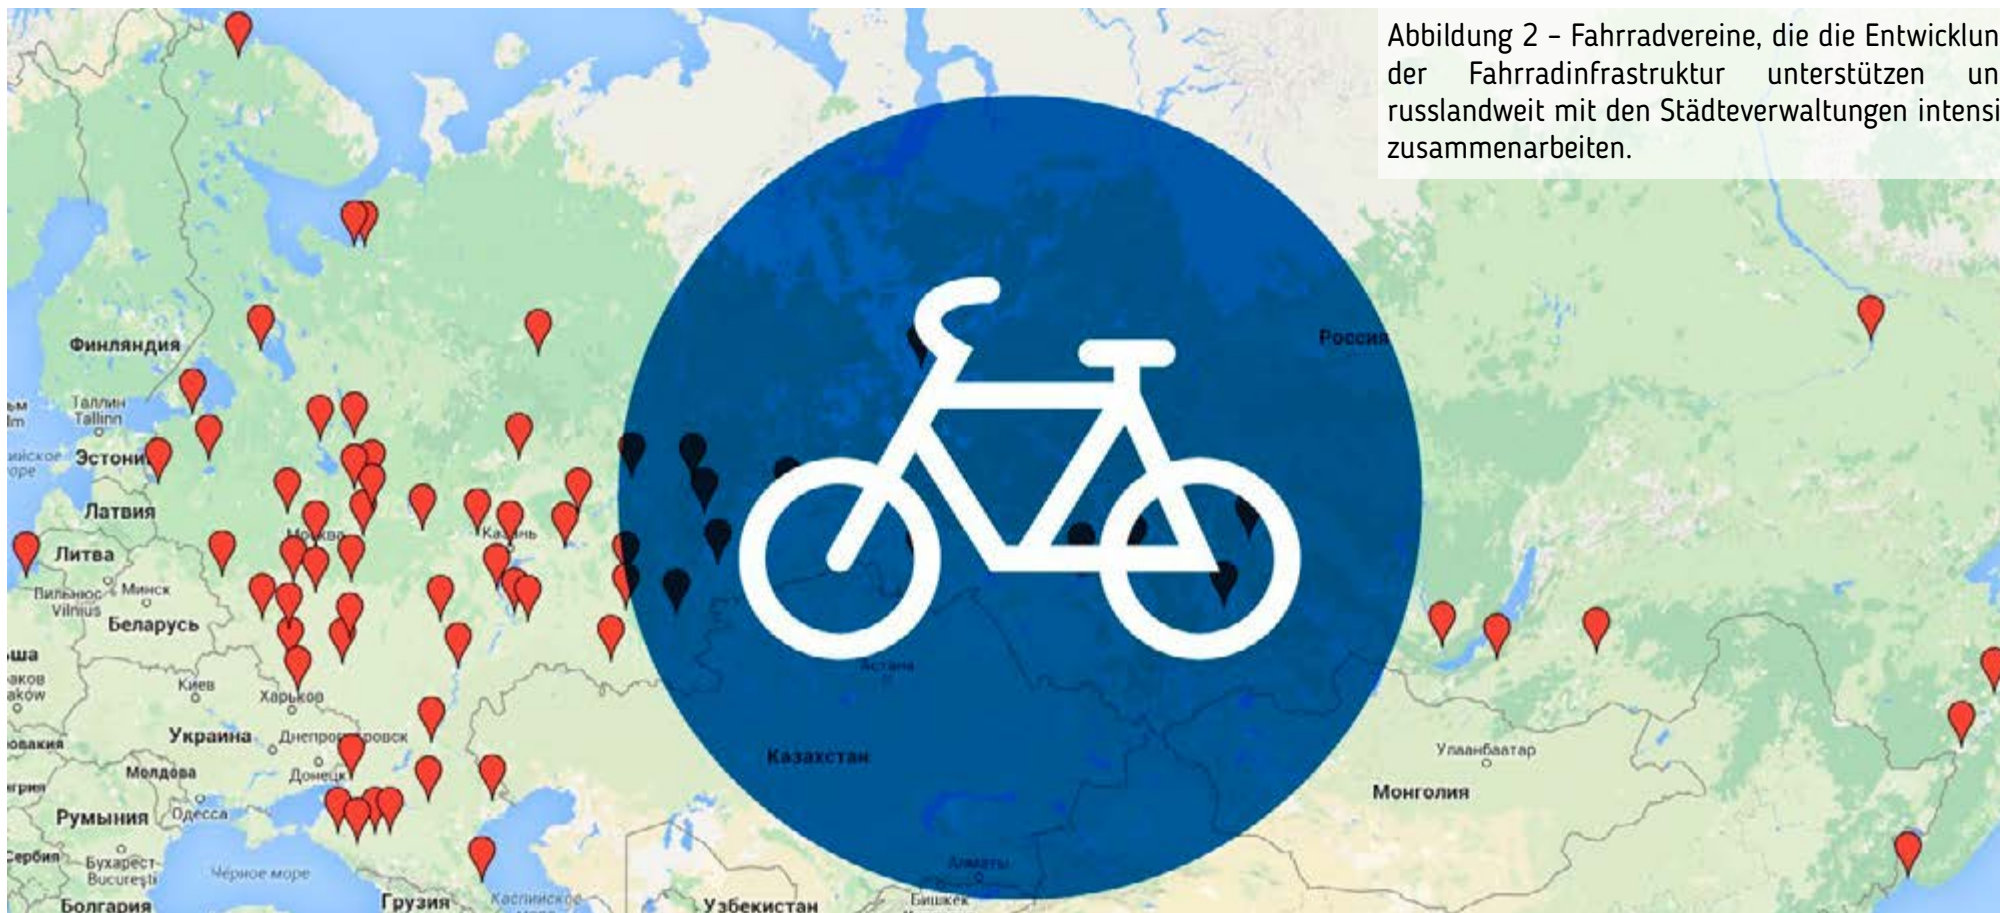 Abbildung 2 – Fahrradvereine, die die Entwicklun
der Fahrradinfrastruktur unterstützen un
russlandweit mit den Städteverwaltungen intensi
zusammenarbeiten.
Россия
Финляндия
Таллин
Tallinn
Эстони
Латвия
Москва
Казань
Литва
Вильнюс
Vilnius
Минск
Беларусь
Астана
Киев
Харьков
Украина
Донецк
Казахстан
Улаанбаатар
Монголия
Молдова
Одесса
Румыния
Бухарест
București
Чёрное море
Болгария
Грузия
Каспийское
Узбекистан
Алматы
Бишкек